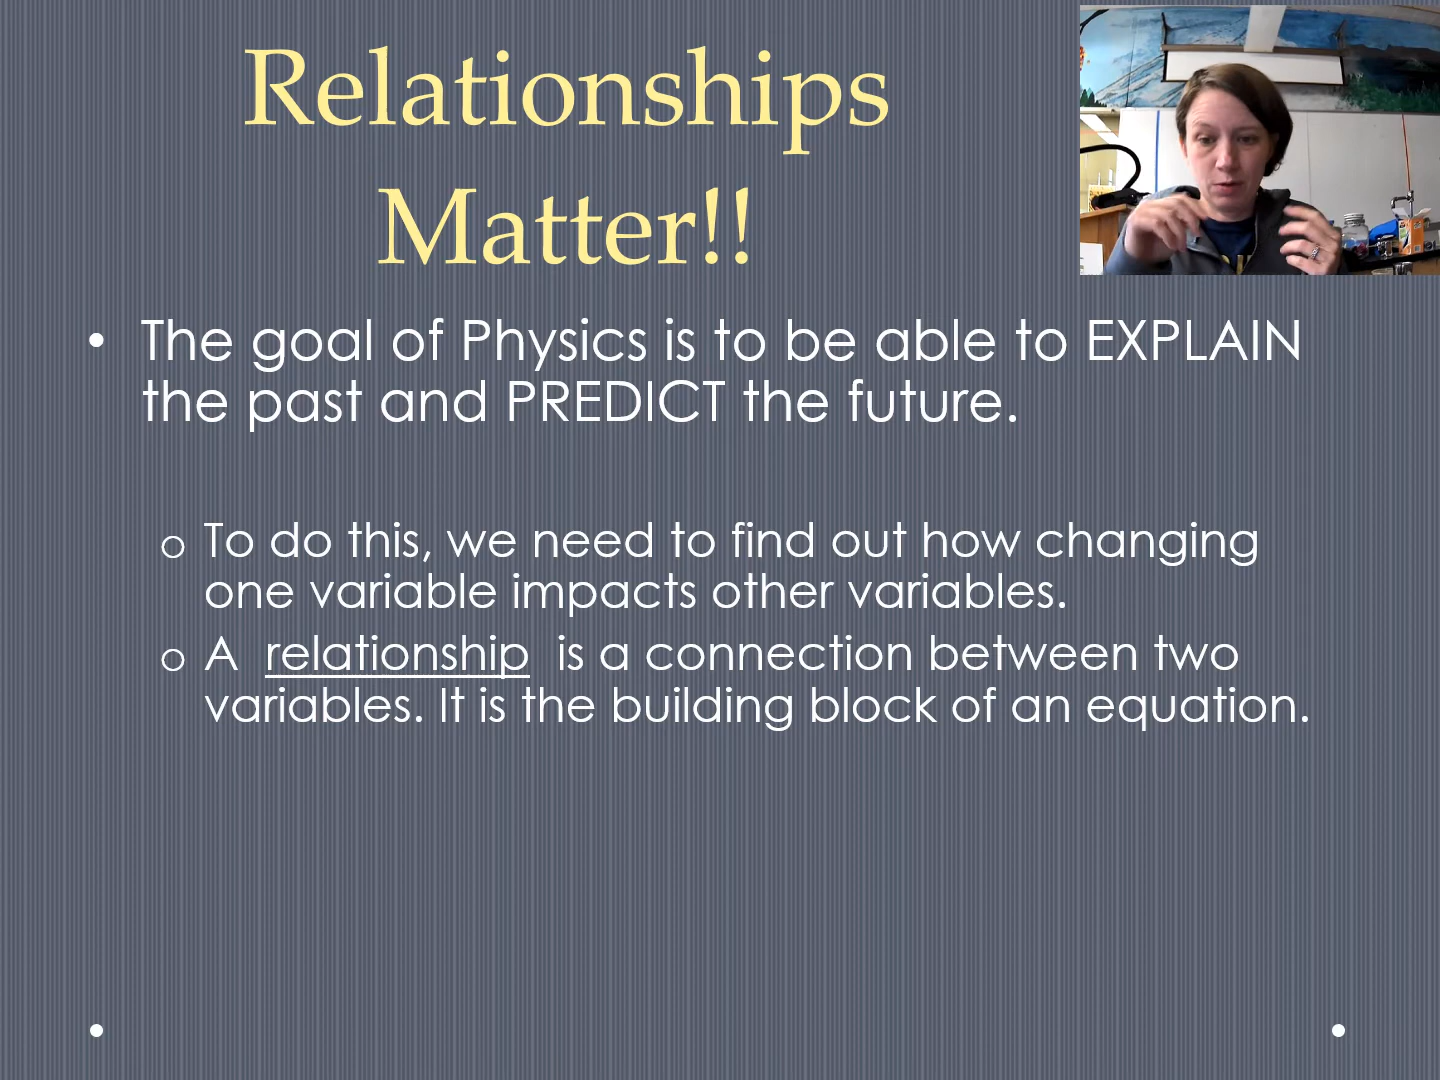 Relationships
Matter!!
• The goal of Physics is to be able to EXPLAIN
the past and PREDICT the future.
o To do this, we need to find out how changing
one variable impacts other variables.
o A relationship is a connection between two
variables. It is the building block of an equation.